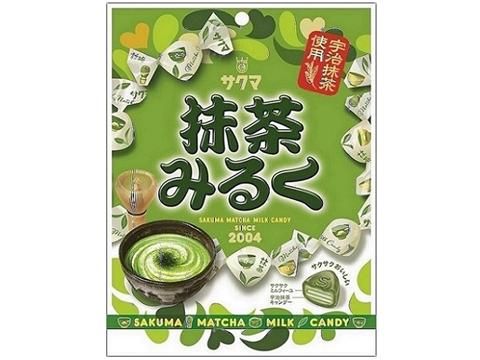 サクマ
宇治抹茶
使用
抹茶
みるく
SAKUMA MATCHA MILK CANDY
SINCE
2004
サクサクおいしい
サクサク
ミルフィーユ
宇治抹茶
キャンデー
SAKUMA MATCHA MILK CANDY